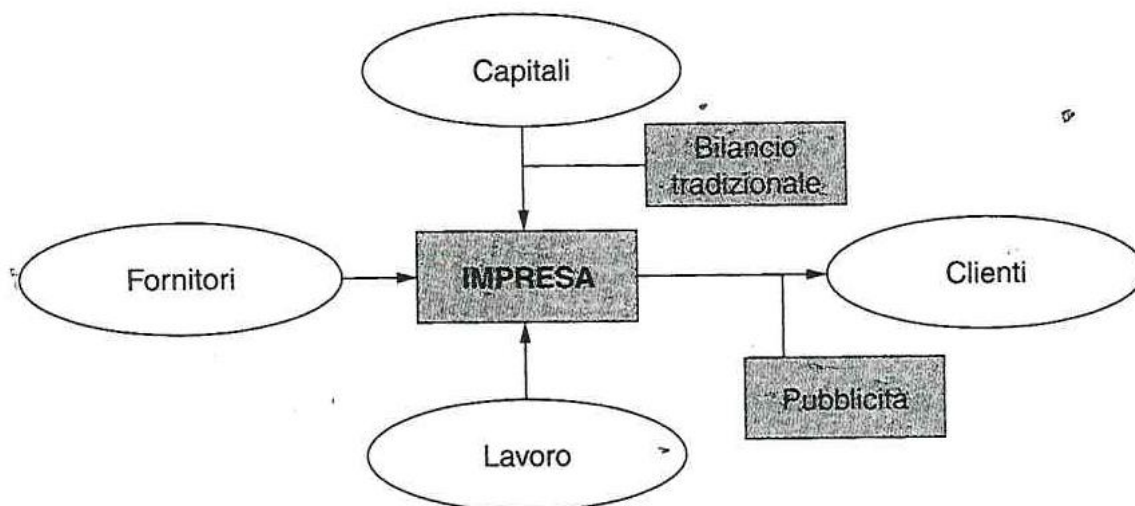 Capitali
Bilancio
tradizionale
Fornitori
IMPRESA
Clienti
Pubblicità
Lavoro